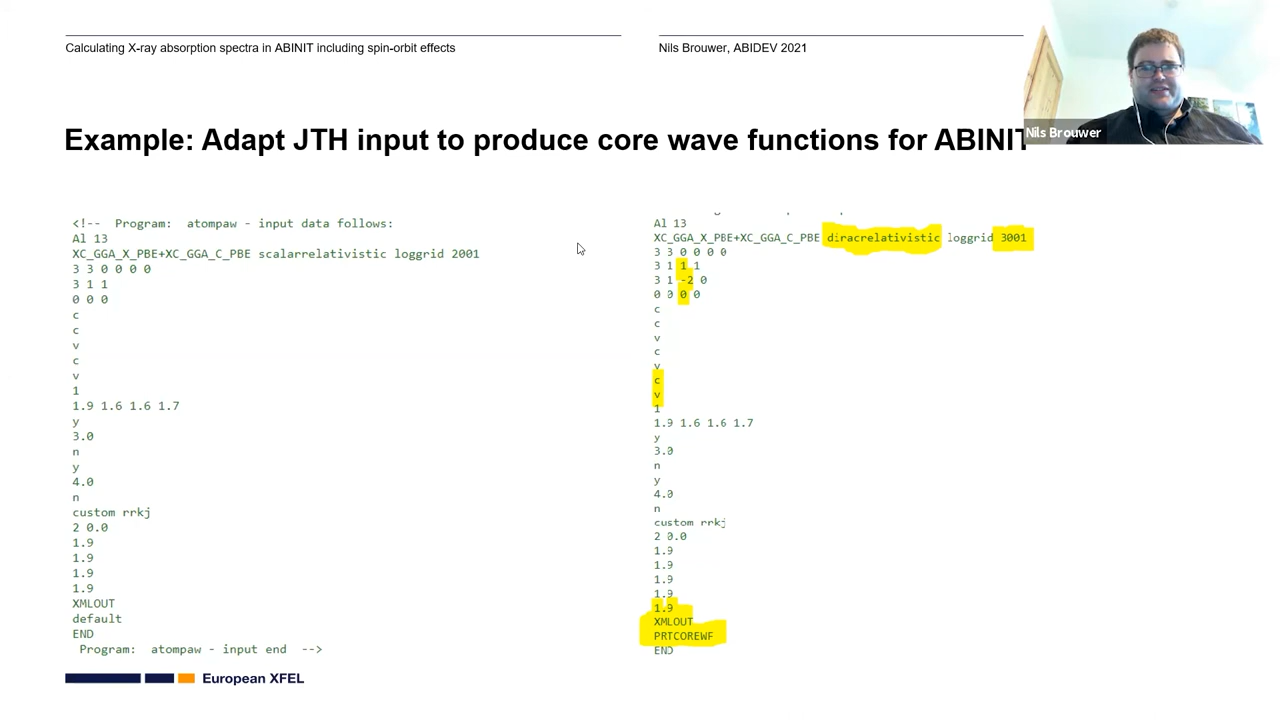 Calculating X-ray absorption spectra in ABINIT including spin-orbit effects
Nils Brouwer, ABIDEV 2021
Nils Brouwer
Example: Adapt JTH input to produce core wave functions for ABINIT
<!-- Program: atompaw - input data follows:
Al 13
XC_GGA_X_PBE+XC_GGA_C_PBE scalarrelativistic loggrid 2001
3 3 0 0 0 0
3 1 1
0 0 0
c
c
v
c
v
1
1.9 1.6 1.6 1.7
y
3.0
n
y
4.0
n
custom rrkj
2 0.0
1.9
1.9
1.9
1.9
XMLOUT
default
END
Program: atompaw - input end -->
Al 13
XC_GGA_X_PBE+XC_GGA_C_PBE diracrelativistic loggrid 3001
3 3 0 0 0 0
3 1 1 1
3 1 -2 0
0 0 0 0
c
c
v
c
v
c
v
1
1.9 1.6 1.6 1.7
y
3.0
n
y
4.0
n
custom rrkj
2 0.0
1.9
1.9
1.9
1.9
1.9
XMLOUT
PRTCOREWF
END
European XFEL